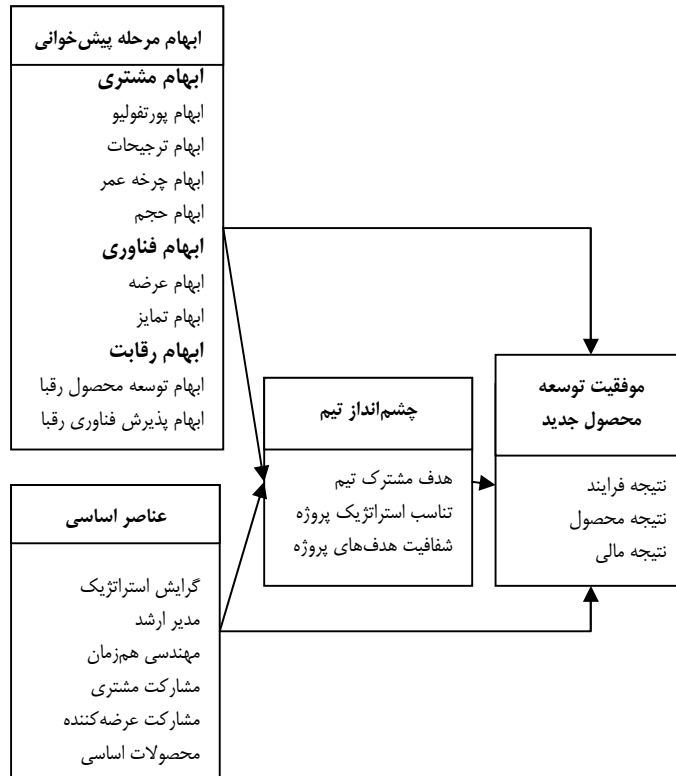 ابهام مرحله پیش‌خوانی
ابهام مشتری
ابهام پورتفولیو
ابهام ترجیحات
ابهام چرخه عمر
ابهام حجم
ابهام فناوری
ابهام عرضه
ابهام تمایز
ابهام رقابت
ابهام توسعه محصول رقبا
ابهام پذیرش فناوری رقبا
عناصر اساسی
گرایش استراتژیک
مدیر ارشد
مهندسی هم‌زمان
مشارکت مشتری
مشارکت عرضه‌کننده
محصولات اساسی
چشم‌انداز تیم
هدف مشترک تیم
تناسب استراتژیک پروژه
شفافیت هدف‌های پروژه
موفقیت توسعه
محصول جدید
نتیجه فرایند
نتیجه محصول
نتیجه مالی